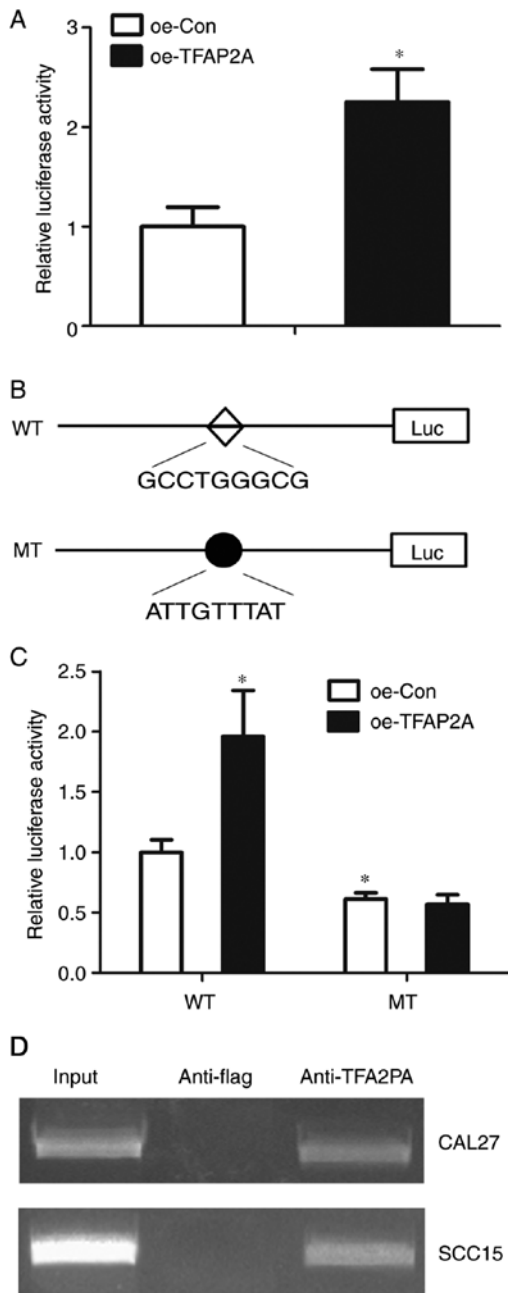 A
oe-Con
oe-TFAP2A
Relative luciferase activity
3
2
1
0
*
B
WT
Luc
GCCTGGGCG
MT
Luc
ATTGTTTAT
C
oe-Con
oe-TFAP2A
Relative luciferase activity
2.5
2.0
1.5
1.0
0.5
0.0
*
*
WT
MT
D
Input
Anti-flag
Anti-TFA2PA
CAL27
SCC15